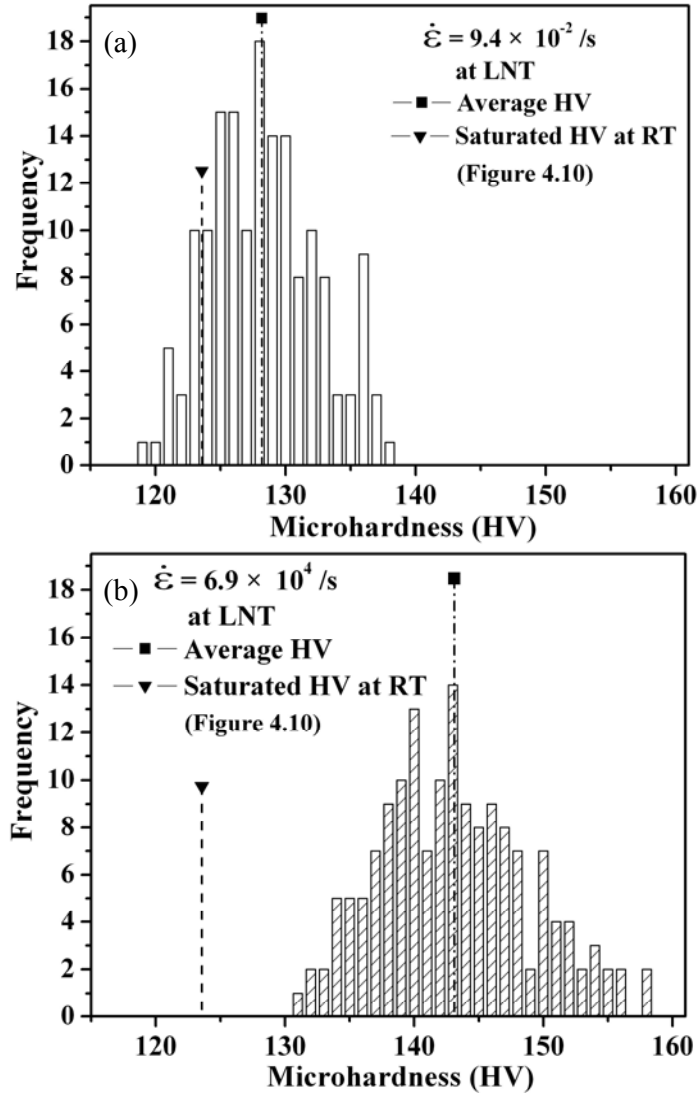 (a)
ε̇ = 9.4 × 10⁻² /s
at LNT
Average HV
Saturated HV at RT
(Figure 4.10)
18
16
14
12
10
8
6
4
2
0
Frequency
120
130
140
150
160
Microhardness (HV)
(b)
ε̇ = 6.9 × 10⁴ /s
at LNT
Average HV
Saturated HV at RT
(Figure 4.10)
18
16
14
12
10
8
6
4
2
0
Frequency
120
130
140
150
160
Microhardness (HV)